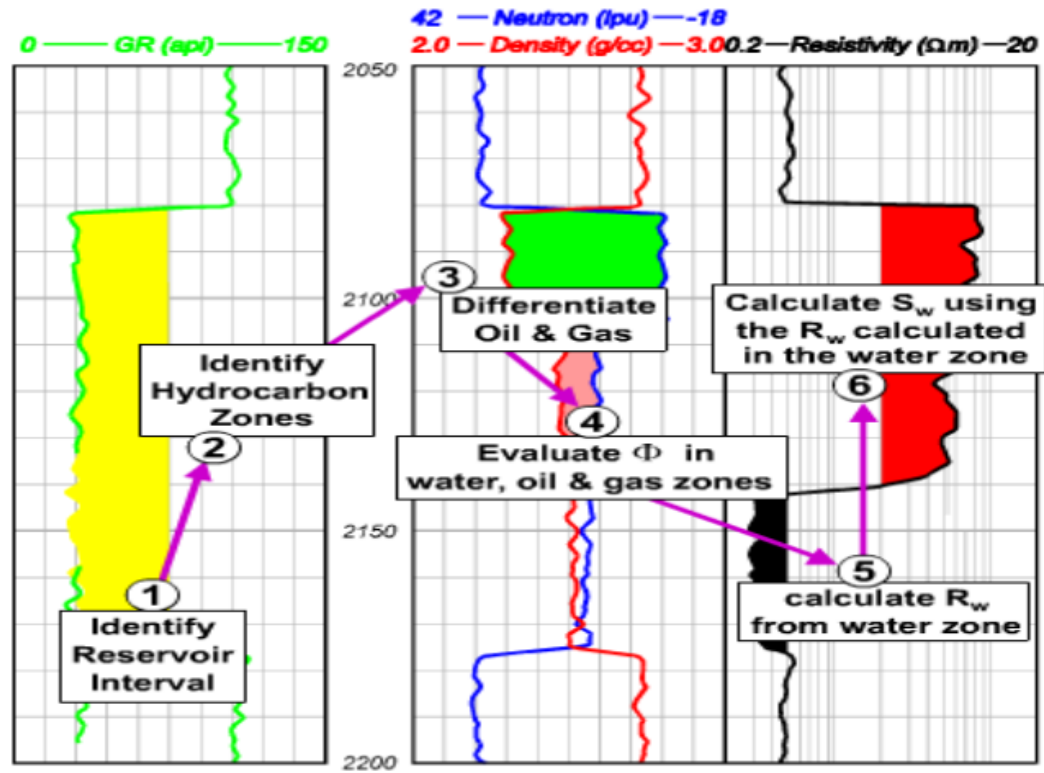 42 — Neutron (lpu) —-18
0 — GR (api) — 150
2.0 — Density (g/cc) — 3.0
0.2—Resistivity (Ωm)—20
2050
3
2100
Differentiate
Oil & Gas
Calculate Sw using
the Rw calculated
in the water zone
6
Identify
Hydrocarbon
Zones
2
4
Evaluate Φ in
water, oil & gas zones
2150
5
calculate Rw
from water zone
1
Identify
Reservoir
Interval
2200